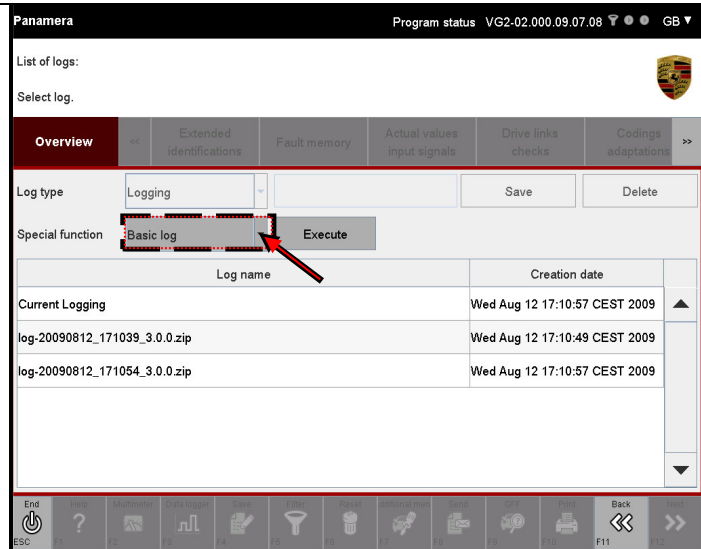 Panamera Program status VG2-02.000.09.07.08 GB
List of logs:
Select log.
Overview << Extended identifications Fault memory Actual values input signals Drive links checks Codings adaptations >>
Log type Logging Save Delete
Special function Basic log Execute
Log name Creation date
Current Logging Wed Aug 12 17:10:57 CEST 2009
log-20090812_171039_3.0.0.zip Wed Aug 12 17:10:49 CEST 2009
log-20090812_171054_3.0.0.zip Wed Aug 12 17:10:57 CEST 2009
End Help Multimeter Data logger Save Filter Reset Additional men Send GFF Print Back Next
ESC F1 F2 F3 F4 F5 F6 F7 F8 F9 F10 F11 F12